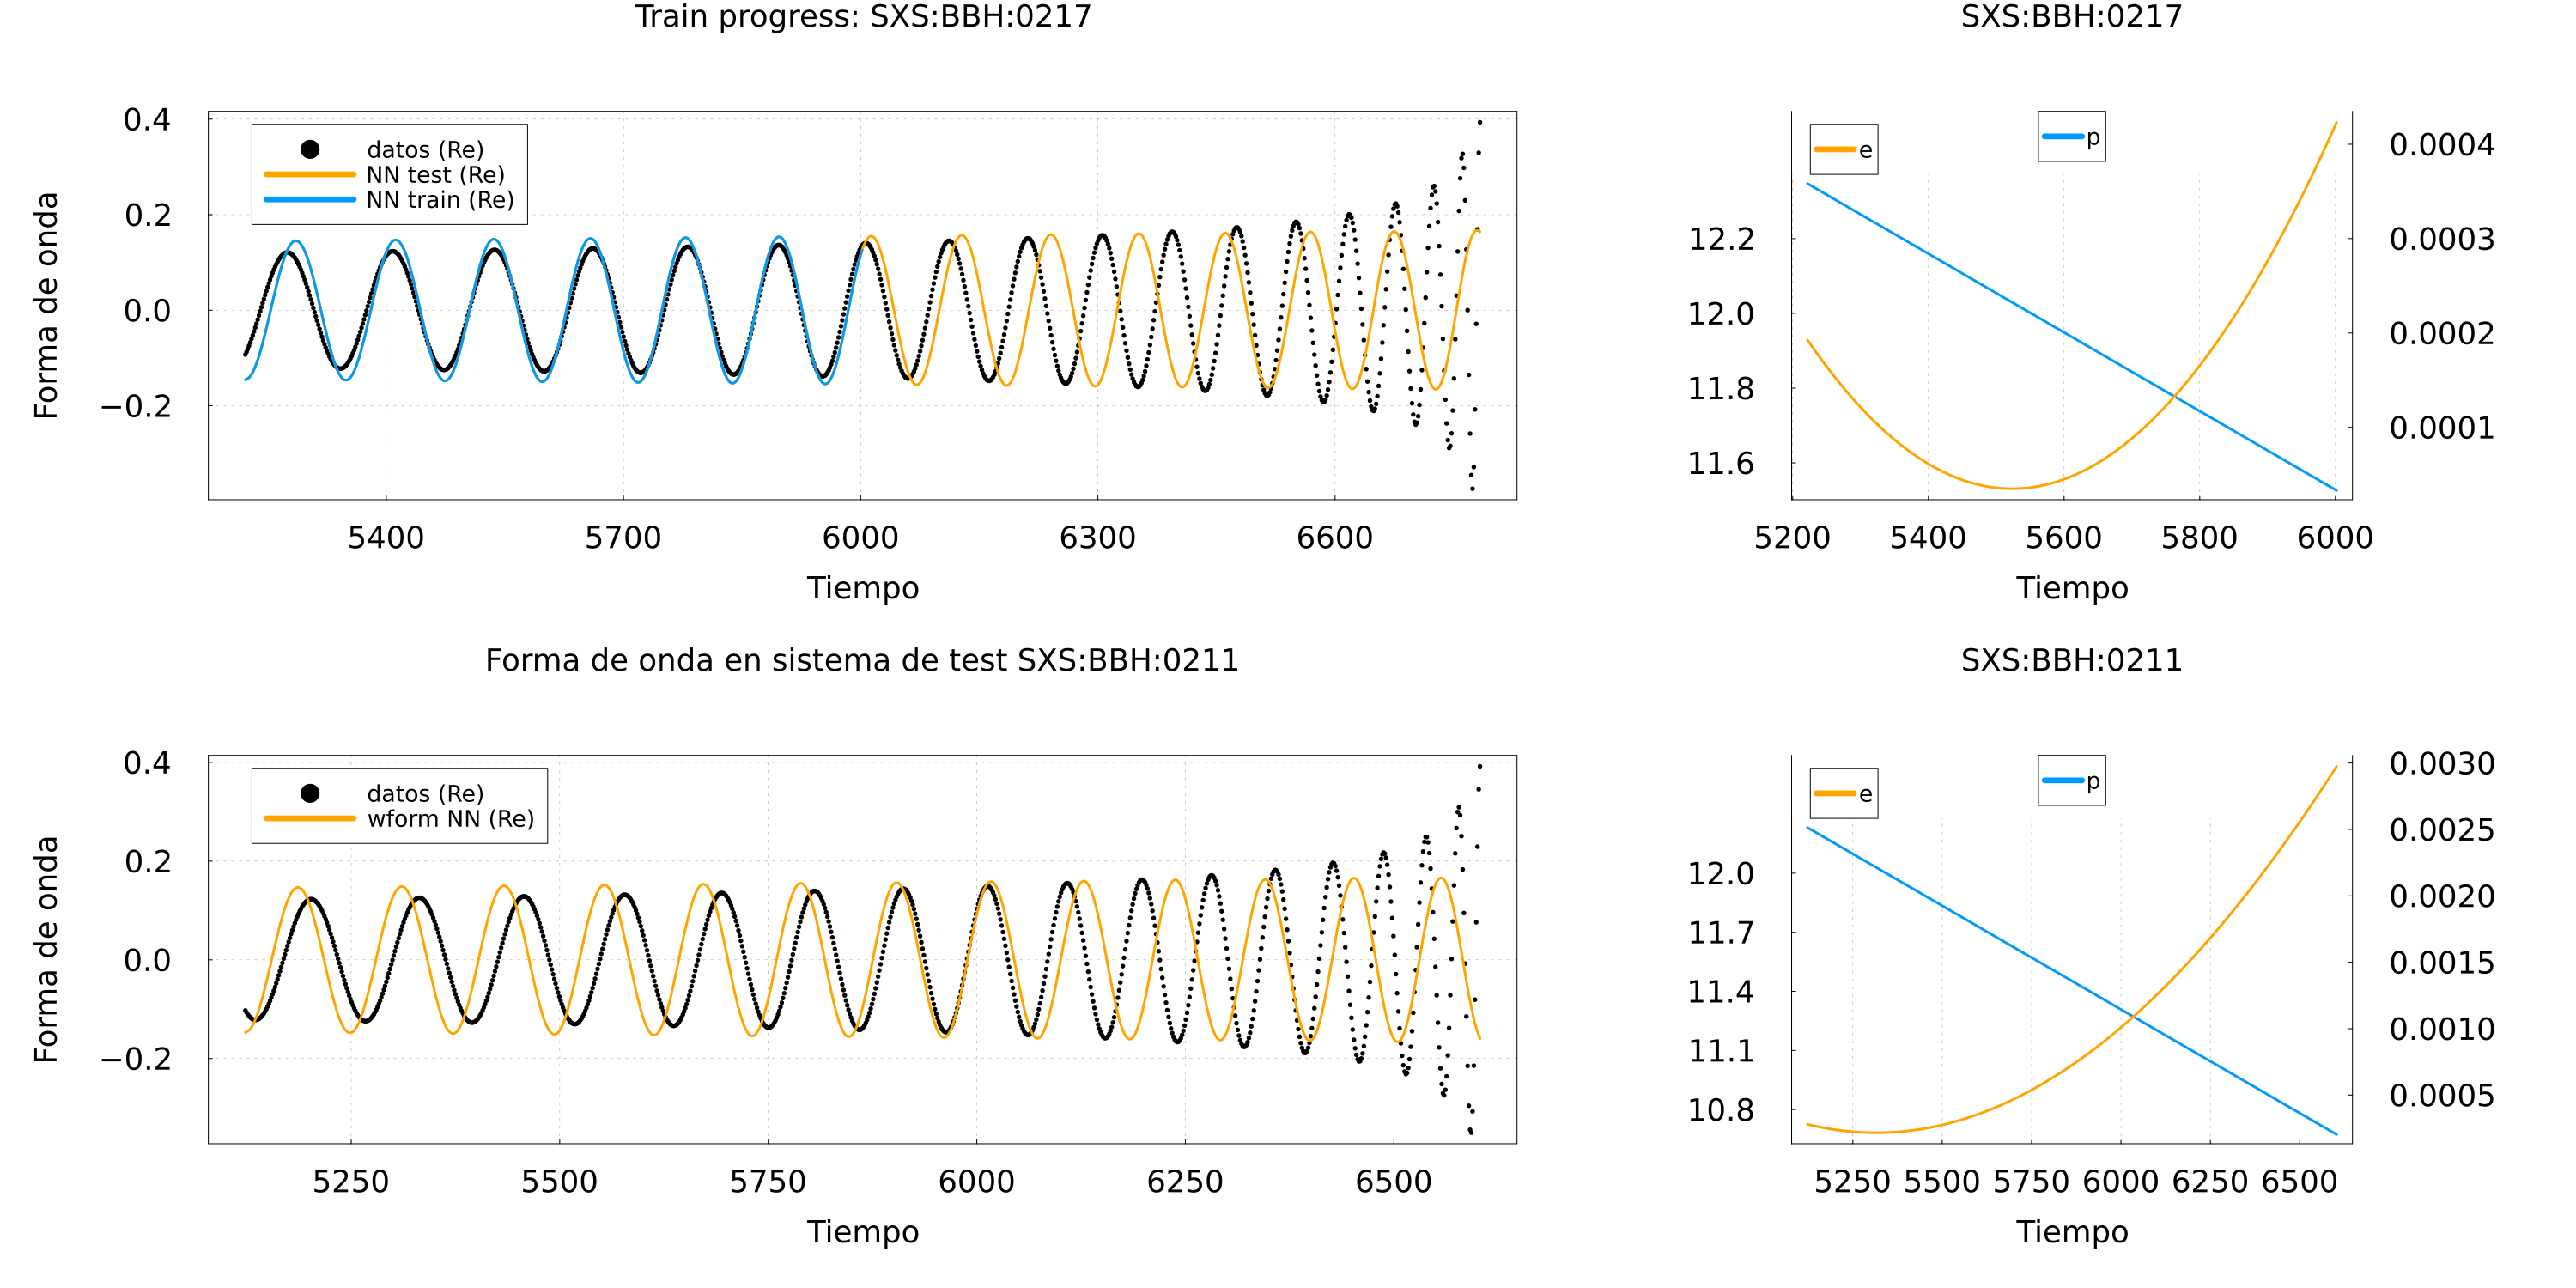 Train progress: SXS:BBH:0217
Forma de onda
0.4
0.2
0.0
−0.2
datos (Re)
NN test (Re)
NN train (Re)
5400 5700 6000 6300 6600
Tiempo
SXS:BBH:0217
e
p
12.2
12.0
11.8
11.6
0.0004
0.0003
0.0002
0.0001
5200 5400 5600 5800 6000
Tiempo
Forma de onda en sistema de test SXS:BBH:0211
Forma de onda
0.4
0.2
0.0
−0.2
datos (Re)
wform NN (Re)
5250 5500 5750 6000 6250 6500
Tiempo
SXS:BBH:0211
e
p
12.0
11.7
11.4
11.1
10.8
0.0030
0.0025
0.0020
0.0015
0.0010
0.0005
5250 5500 5750 6000 6250 6500
Tiempo